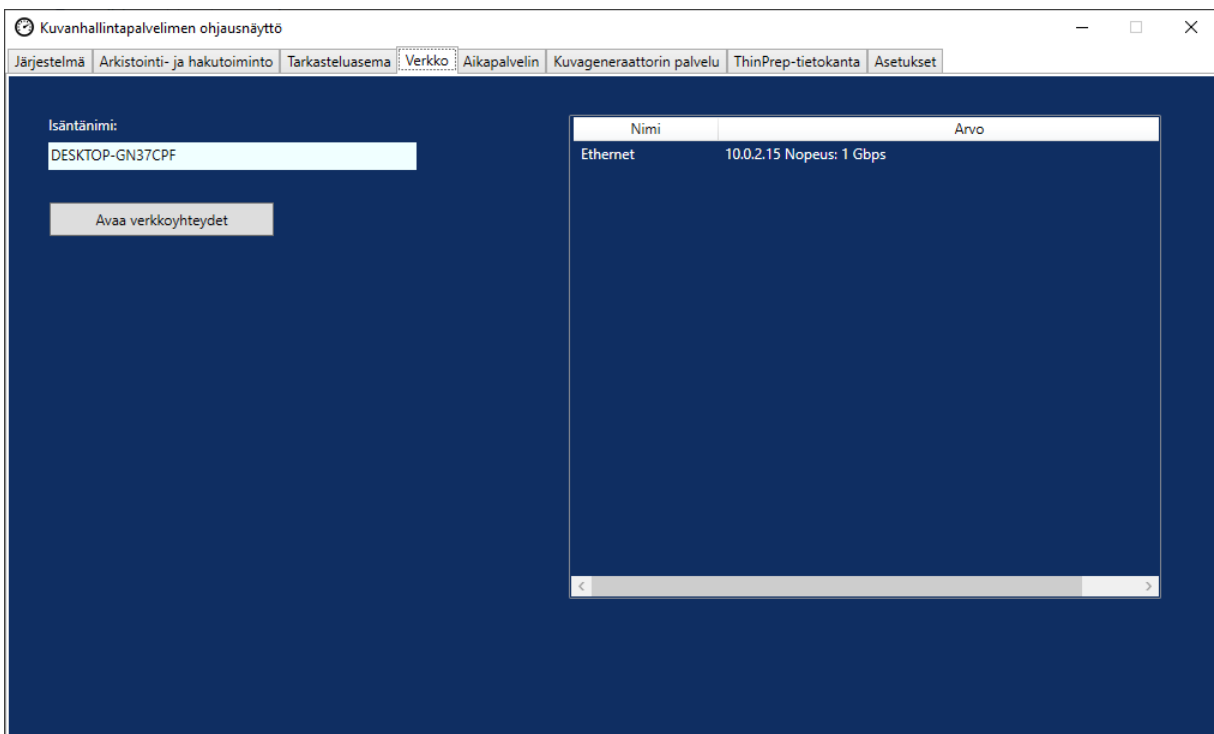 Kuvanhallintapalvelimen ohjausnäyttö
Järjestelmä Arkistointi- ja hakutoiminto Tarkasteluasema Verkko Aikapalvelin Kuvageneraattorin palvelu ThinPrep-tietokanta Asetukset
Isäntänimi:
DESKTOP-GN37CPF
Avaa verkkoyhteydet
Nimi Arvo
Ethernet 10.0.2.15 Nopeus: 1 Gbps